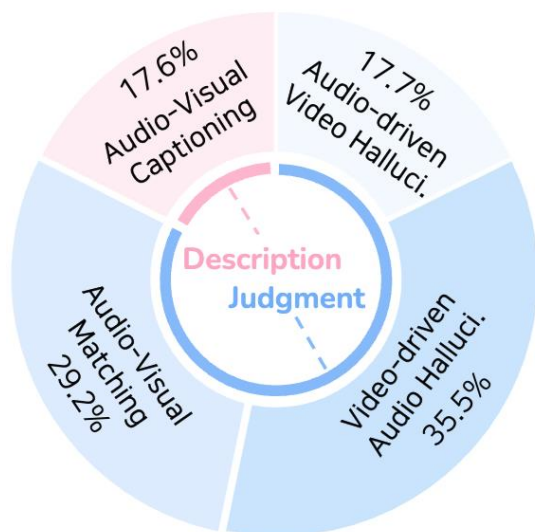 17.6%
Audio-Visual
Captioning
17.7%
Audio-driven
Video Halluci.
Description
Judgment
Audio-Visual
Matching
29.2%
Video-driven
Audio Halluci.
35.5%